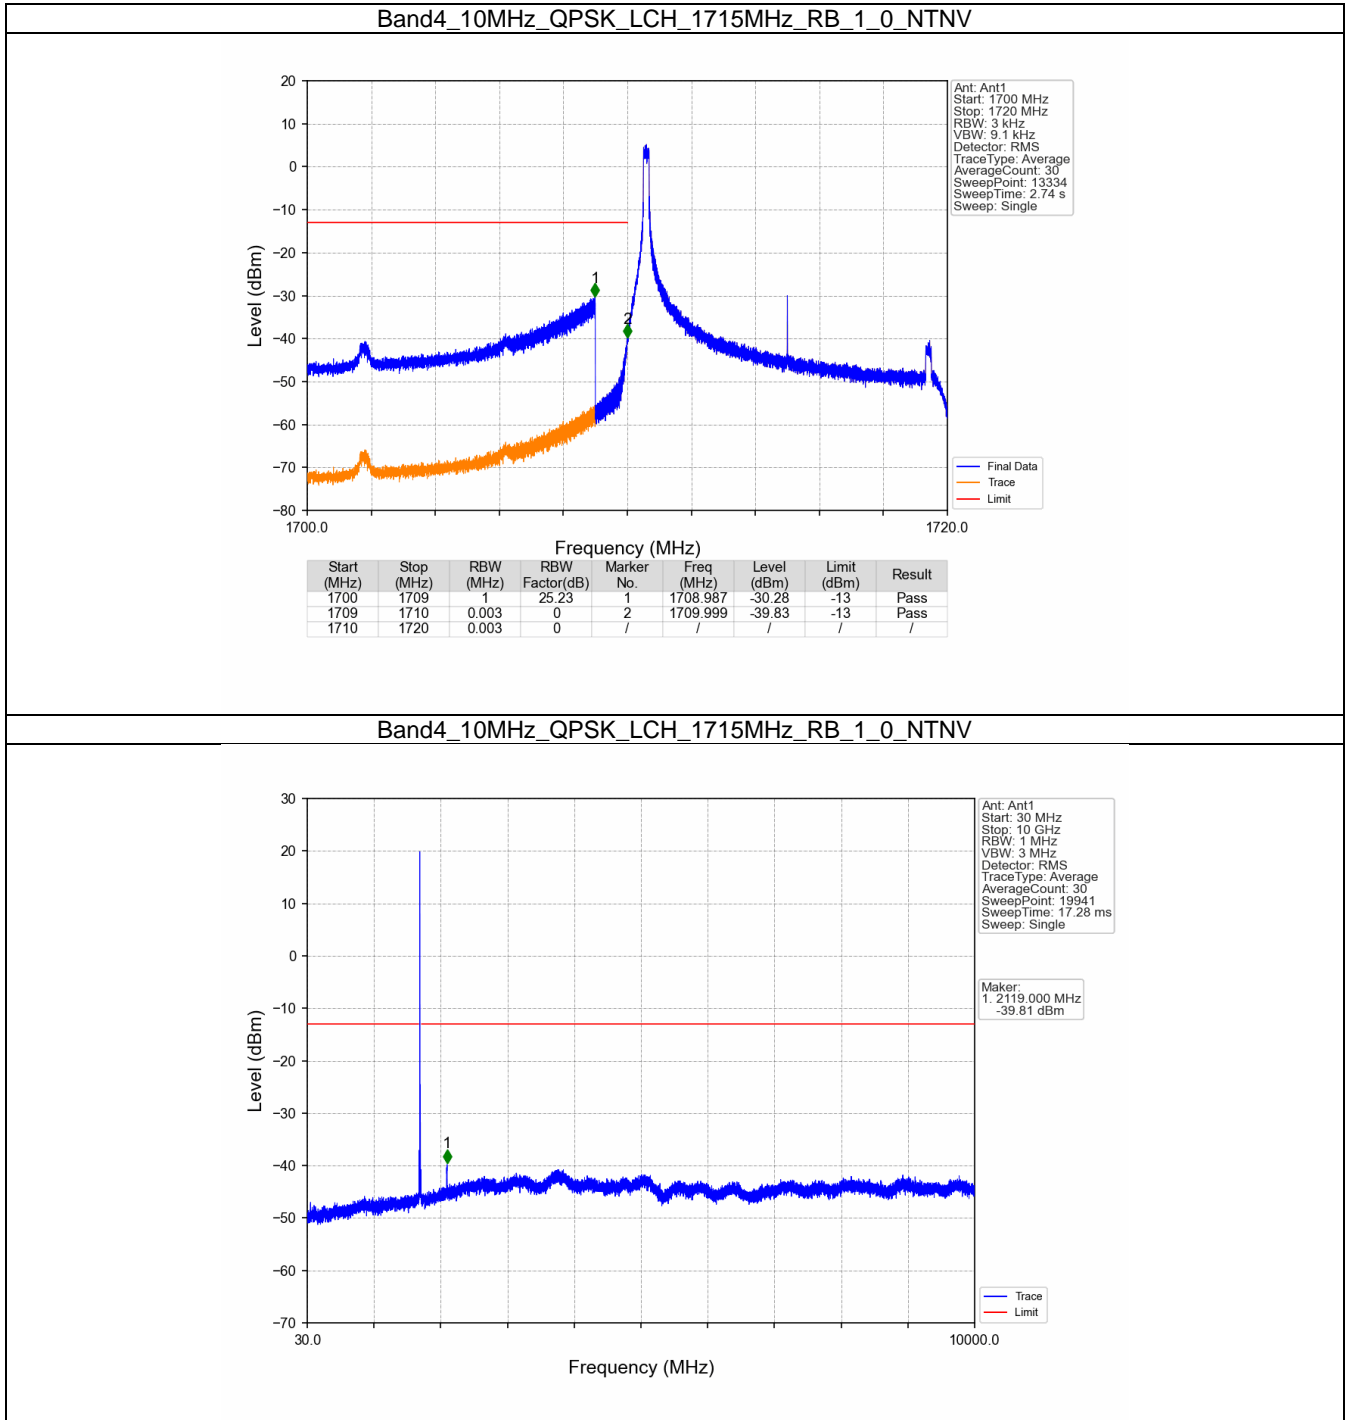 Band4_10MHz_QPSK_LCH_1715MHz_RB_1_0_NTNV
20
10
0
−10
−20
−30
−40
−50
−60
−70
−80
Level (dBm)
1
2
1700.0
1720.0
Frequency (MHz)
Ant: Ant1
Start: 1700 MHz
Stop: 1720 MHz
RBW: 3 kHz
VBW: 9.1 kHz
Detector: RMS
TraceType: Average
AverageCount: 30
SweepPoint: 13334
SweepTime: 2.74 s
Sweep: Single
Final Data
Trace
Limit
Start (MHz) Stop (MHz) RBW (MHz) RBW Factor(dB) Marker No. Freq (MHz) Level (dBm) Limit (dBm) Result
1700 1709 1 25.23 1 1708.987 -30.28 -13 Pass
1709 1710 0.003 0 2 1709.999 -39.83 -13 Pass
1710 1720 0.003 0 / / / / /
Band4_10MHz_QPSK_LCH_1715MHz_RB_1_0_NTNV
30
20
10
0
−10
−20
−30
−40
−50
−60
−70
Level (dBm)
1
30.0
10000.0
Frequency (MHz)
Ant: Ant1
Start: 30 MHz
Stop: 10 GHz
RBW: 1 MHz
VBW: 3 MHz
Detector: RMS
TraceType: Average
AverageCount: 30
SweepPoint: 19941
SweepTime: 17.28 ms
Sweep: Single
Maker:
1. 2119.000 MHz
-39.81 dBm
Trace
Limit